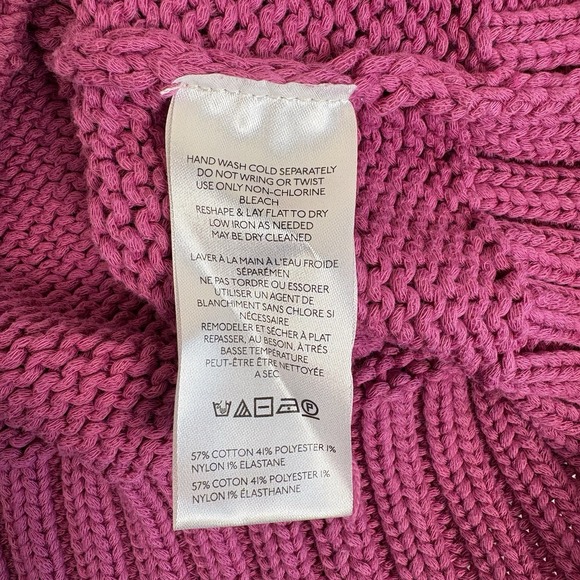 HAND WASH COLD SEPARATELY
DO NOT WRING OR TWIST
USE ONLY NON-CHLORINE
BLEACH
RESHAPE & LAY FLAT TO DRY
LOW IRON AS NEEDED
MAY BE DRY CLEANED
LAVER À LA MAIN À L'EAU FROIDE
SÉPARÉMEN
NE PAS TORDRE OU ESSORER
UTILISER UN AGENT DE
BLANCHIMENT SANS CHLORE SI
NÉCESSAIRE
REMODELER ET SÉCHER À PLAT
REPASSER, AU BESOIN, À TRÉS
BASSE TEMPÉRATURE
PEUT-ÊTRE ÊTRE NETTOYÉE
A SEC
57% COTTON 41% POLYESTER 1%
NYLON 1% ELASTANE
57% COTON 41% POLYESTER 1%
NYLON 1% ÉLASTHANNE